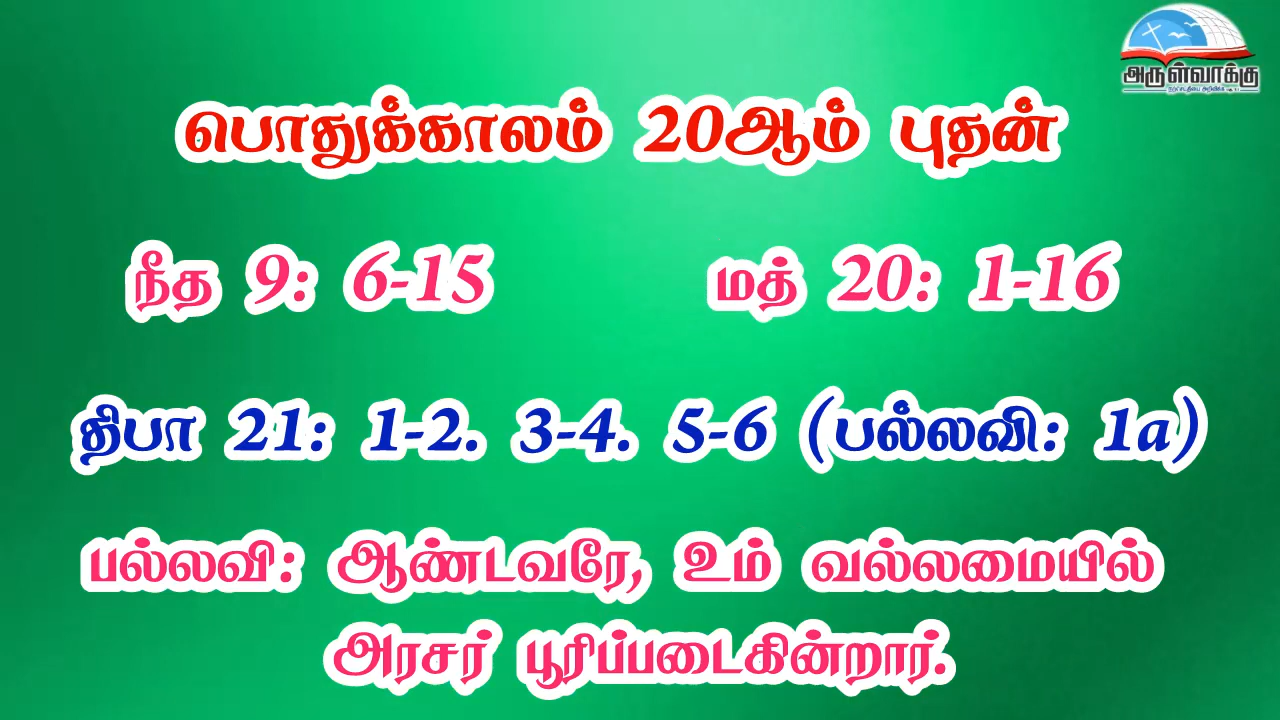 அருள்வாக்கு
பொதுக்காலம் 20ஆம் புதன்
நீத 9: 6-15 மத் 20: 1-16
திபா 21: 1-2. 3-4. 5-6 (பல்லவி: 1a)
பல்லவி: ஆண்டவரே, உம் வல்லமையில்
அரசர் பூரிப்படைகின்றார்.